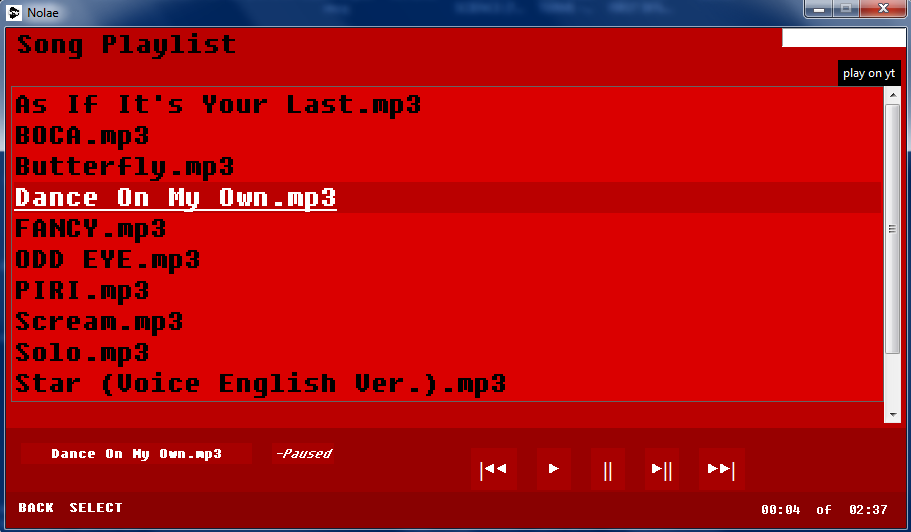 Nolae
Song Playlist
play on yt
As If It's Your Last.mp3
BOCA.mp3
Butterfly.mp3
Dance On My Own.mp3
FANCY.mp3
ODD EYE.mp3
PIRI.mp3
Scream.mp3
Solo.mp3
Star (Voice English Ver.).mp3
Dance On My Own.mp3 -Paused
BACK SELECT 00:04 of 02:37